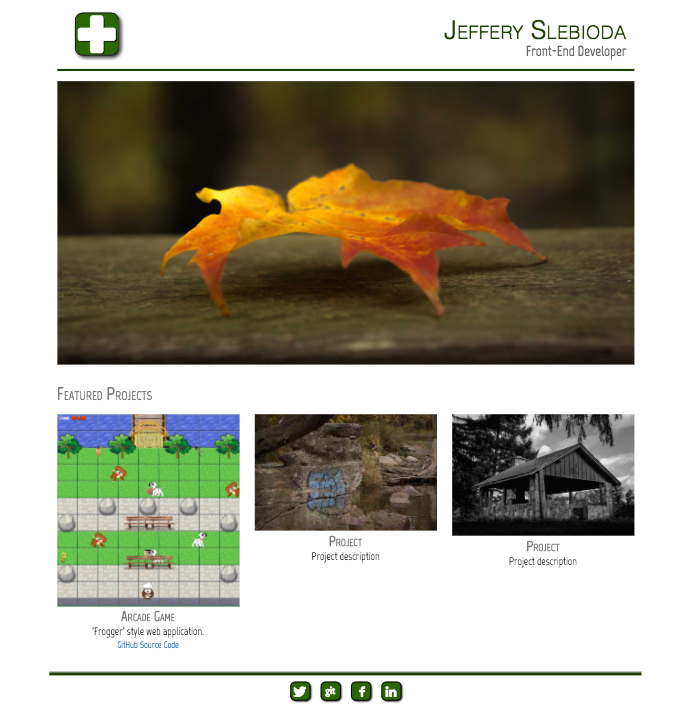 Jeffery Slebioda
Front-End Developer
Featured Projects
Arcade Game
'Frogger' style web application.
GitHub Source Code
Project
Project description
Project
Project description
git
f
in